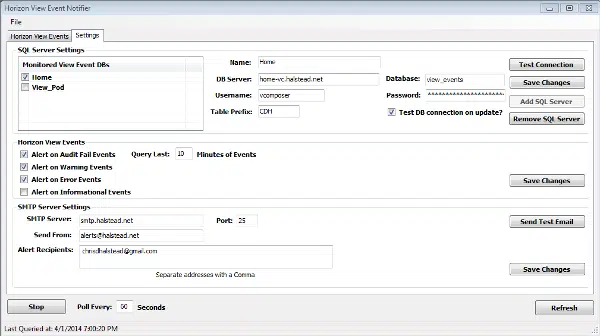 Horizon View Event Notifier
File
Horizon View Events Settings
SQL Server Settings
Monitored View Event DBs
Home
View_Pod
Name: Home
DB Server: home-vc.halstead.net Database: view_events
Username: vcomposer Password: **********************
Table Prefix: CDH Test DB connection on update?
Test Connection
Save Changes
Add SQL Server
Remove SQL Server
Horizon View Events
Alert on Audit Fail Events Query Last: 10 Minutes of Events
Alert on Warning Events
Alert on Error Events
Alert on Informational Events
Save Changes
SMTP Server Settings
SMTP Server: smtp.halstead.net Port: 25
Send From: alerts@halstead.net
Alert Recipients: chrisdhalstead@gmail.com
Separate addresses with a Comma
Send Test Email
Save Changes
Stop Poll Every: 60 Seconds Refresh
Last Queried at: 4/1/2014 7:00:20 PM